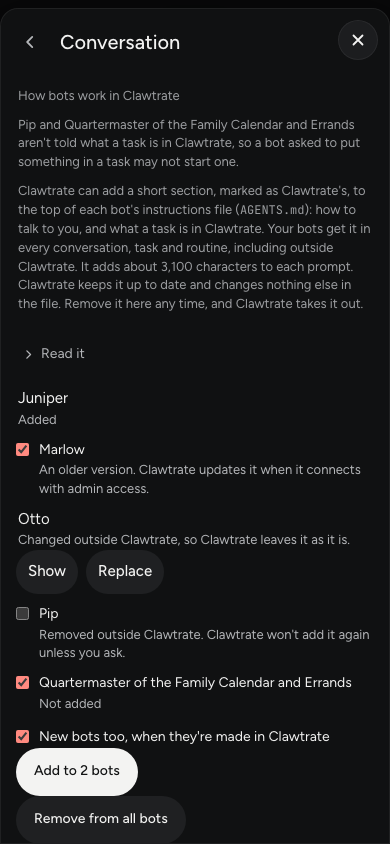 Conversation
How bots work in Clawtrate
Pip and Quartermaster of the Family Calendar and Errands
aren't told what a task is in Clawtrate, so a bot asked to put
something in a task may not start one.
Clawtrate can add a short section, marked as Clawtrate's, to
the top of each bot's instructions file (AGENTS.md): how to
talk to you, and what a task is in Clawtrate. Your bots get it in
every conversation, task and routine, including outside
Clawtrate. It adds about 3,100 characters to each prompt.
Clawtrate keeps it up to date and changes nothing else in
the file. Remove it here any time, and Clawtrate takes it out.
Read it
Juniper
Added
Marlow
An older version. Clawtrate updates it when it connects
with admin access.
Otto
Changed outside Clawtrate, so Clawtrate leaves it as it is.
Show Replace
Pip
Removed outside Clawtrate. Clawtrate won't add it again
unless you ask.
Quartermaster of the Family Calendar and Errands
Not added
New bots too, when they're made in Clawtrate
Add to 2 bots
Remove from all bots